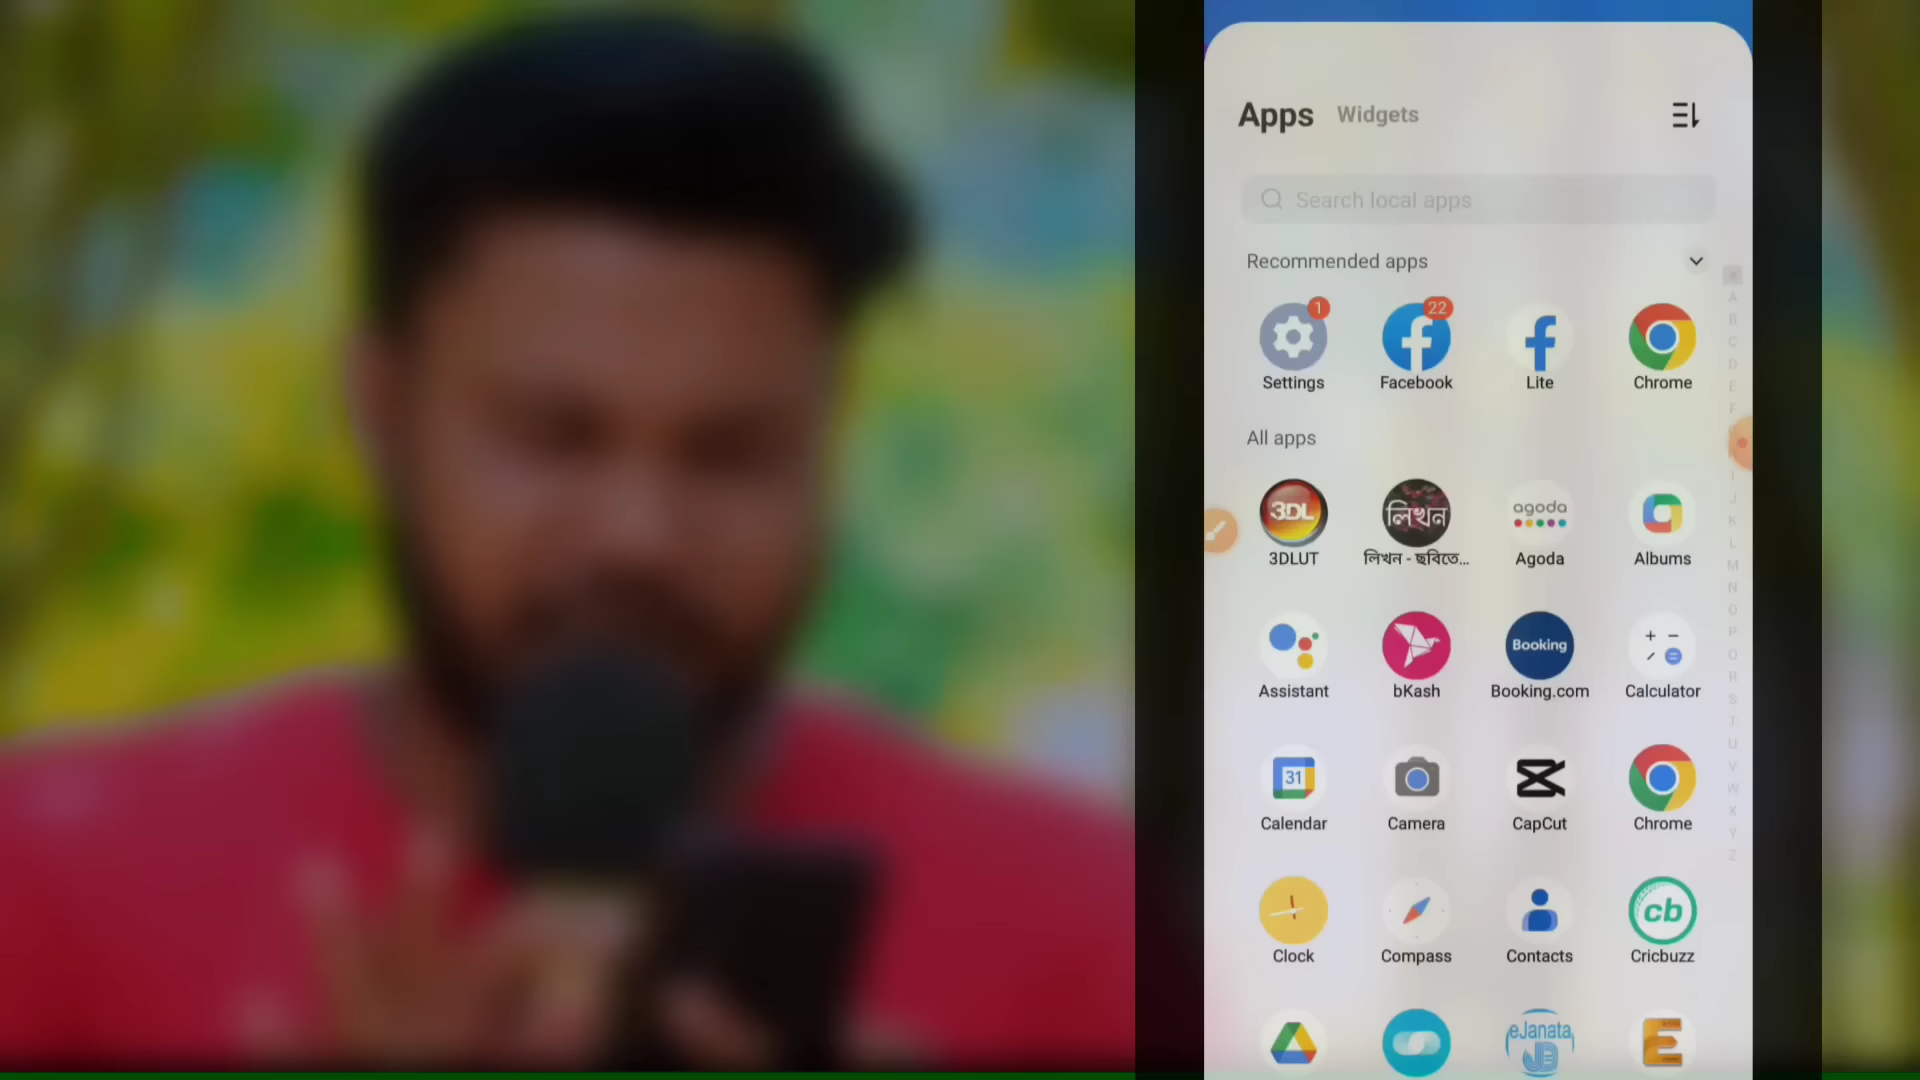 Apps Widgets
Search local apps
Recommended apps
1 22
Settings Facebook Lite Chrome
All apps
3DL লিখন agoda
3DLUT লিখন - ছবিতে... Agoda Albums
Booking
Assistant bKash Booking.com Calculator
31
Calendar Camera CapCut Chrome
cb
Clock Compass Contacts Cricbuzz
eJanata
JB
A
B
C
D
E
F
I
J
K
L
M
N
O
P
Q
R
S
T
U
V
W
X
Y
Z